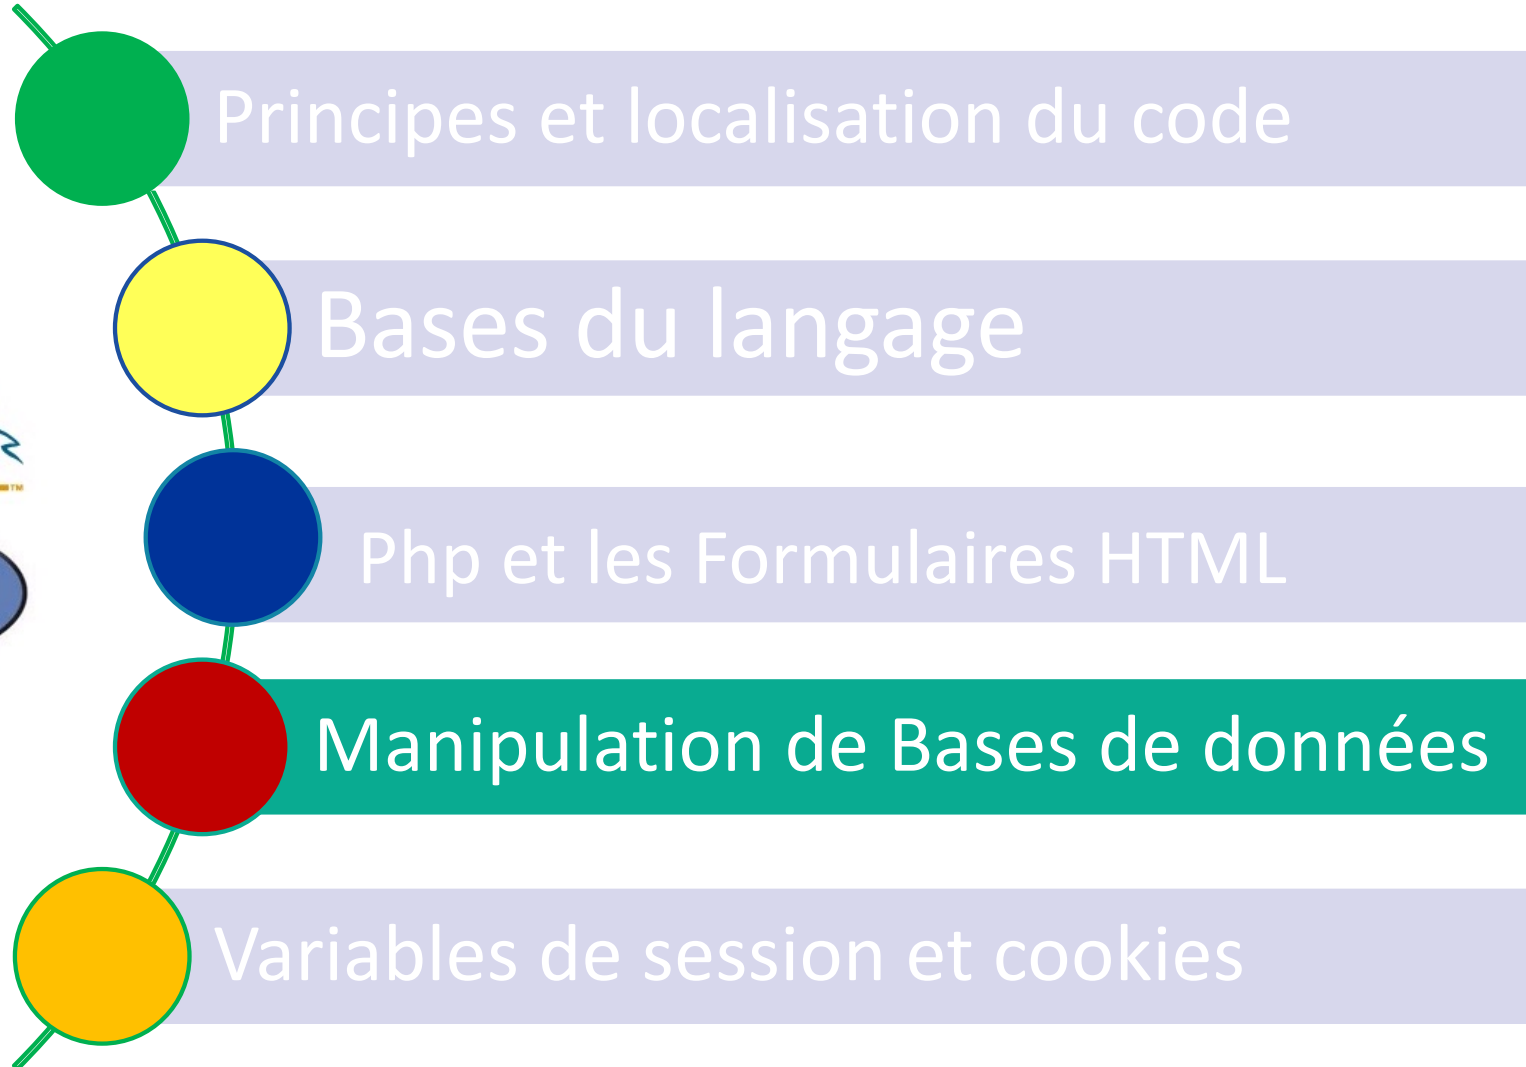 Principes et localisation du code
Bases du langage
Php et les Formulaires HTML
Manipulation de Bases de données
Variables de session et cookies
TM